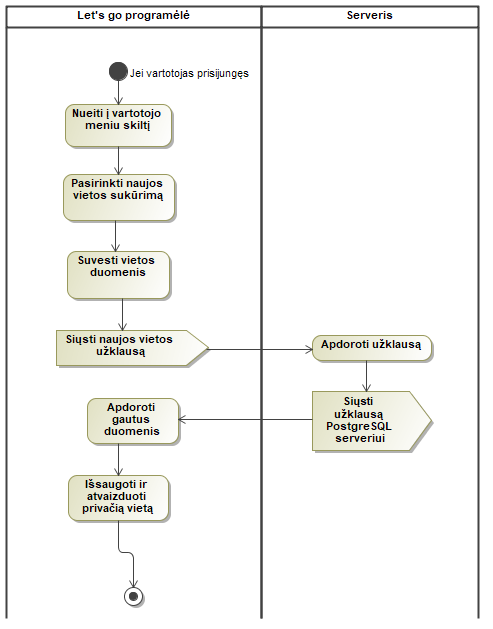 Let's go programėlė
Serveris
Jei vartotojas prisijungęs
Nueiti į vartotojo
meniu skiltį
Pasirinkti naujos
vietos sukūrimą
Suvesti vietos
duomenis
Siųsti naujos vietos
užklausą
Apdoroti užklausą
Siųsti
užklausą
PostgreSQL
serveriui
Apdoroti
gautus
duomenis
Išsaugoti ir
atvaizduoti
privačią vietą